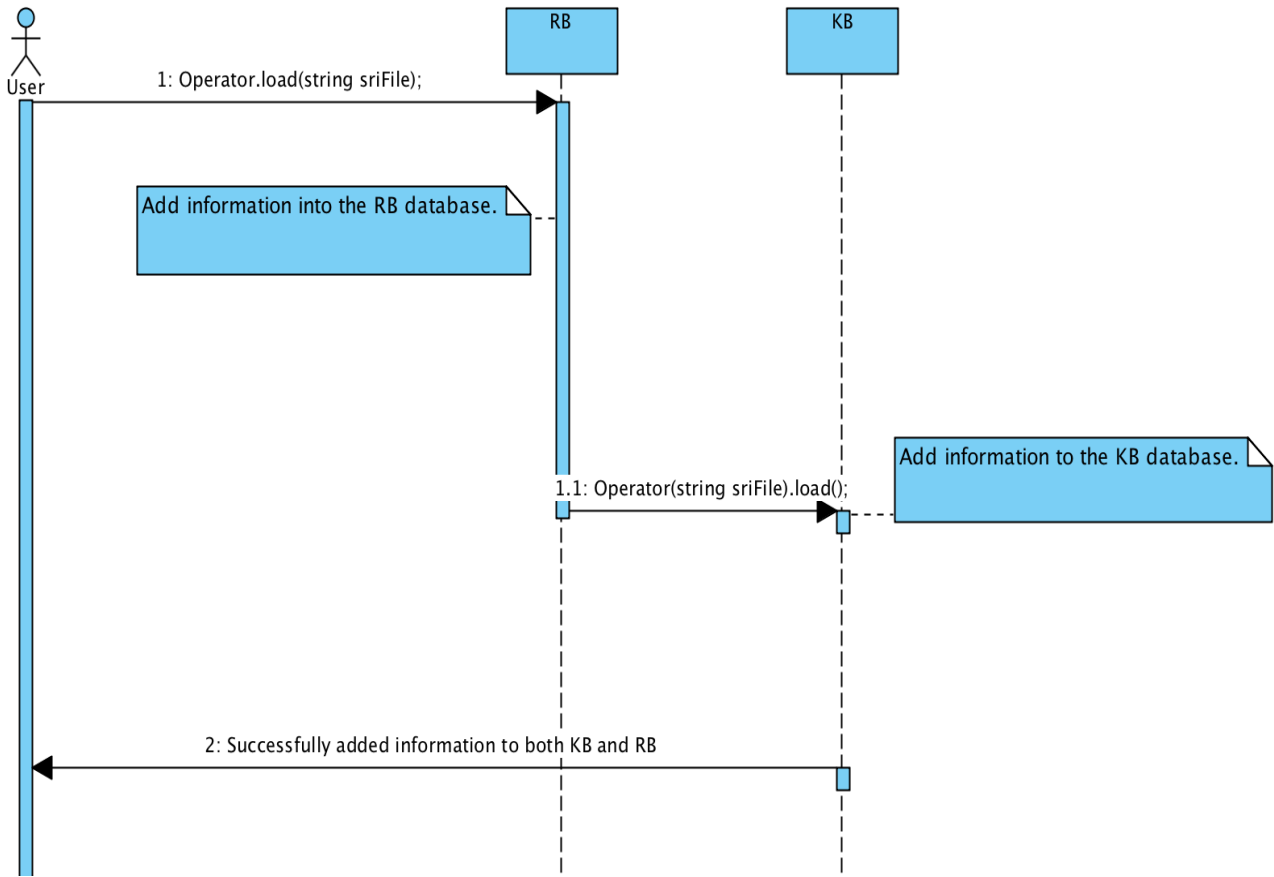 RB
KB
User
1: Operator.load(string sriFile);
Add information into the RB database.
Add information to the KB database.
1.1: Operator(string sriFile).load();
2: Successfully added information to both KB and RB